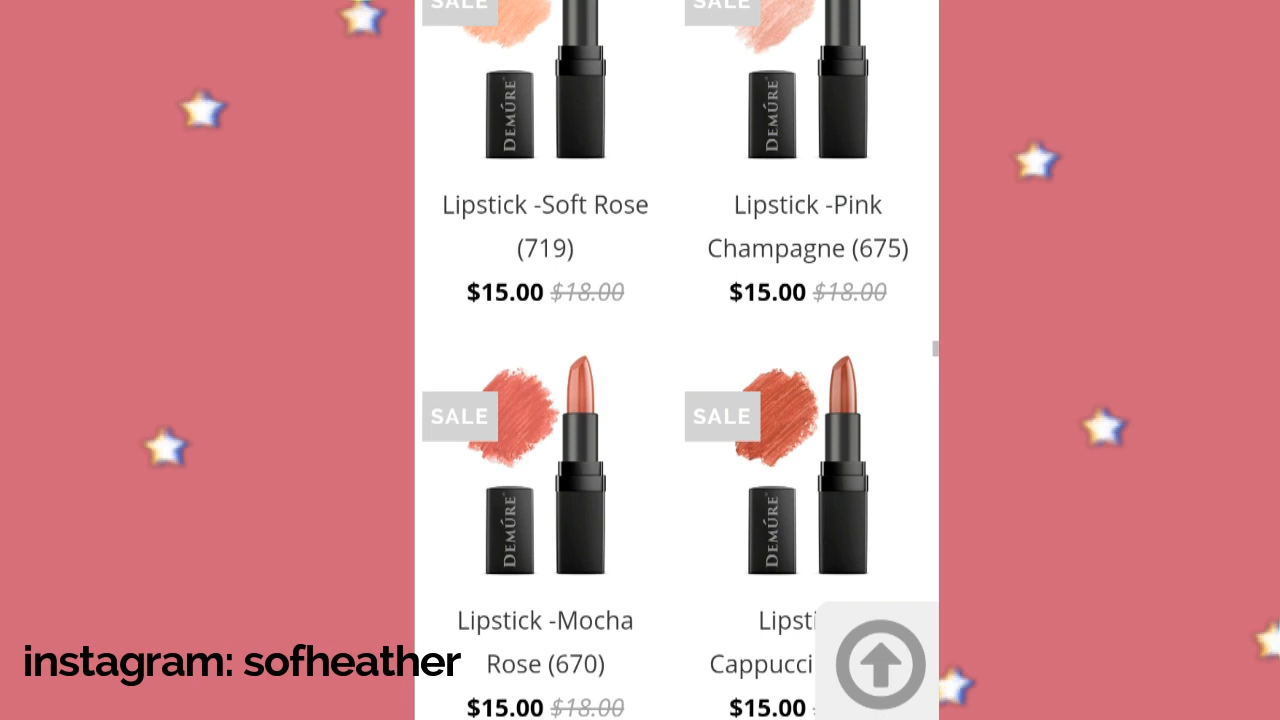 SALE
SALE
DEMÚRE
DEMÚRE
Lipstick -Soft Rose
(719)
$15.00 $18.00
Lipstick -Pink
Champagne (675)
$15.00 $18.00
SALE
SALE
DEMÚRE
DEMÚRE
Lipstick -Mocha
Rose (670)
$15.00 $18.00
$15.00
instagram: sofheather